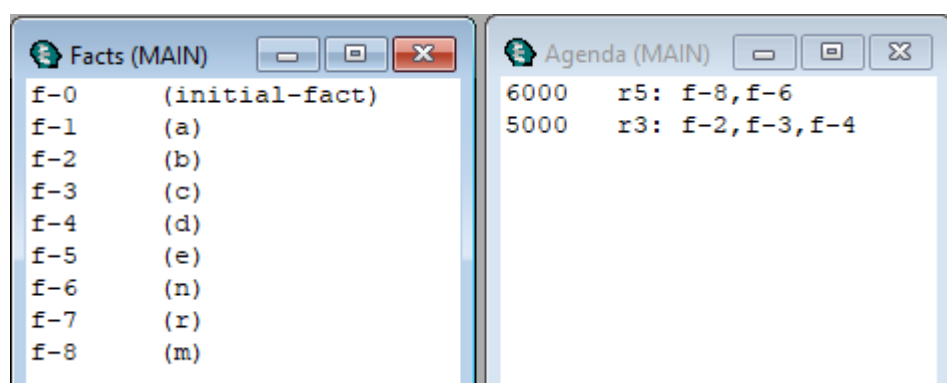 Facts (MAIN)
f-0 (initial-fact)
f-1 (a)
f-2 (b)
f-3 (c)
f-4 (d)
f-5 (e)
f-6 (n)
f-7 (r)
f-8 (m)
Agenda (MAIN)
6000 r5: f-8,f-6
5000 r3: f-2,f-3,f-4